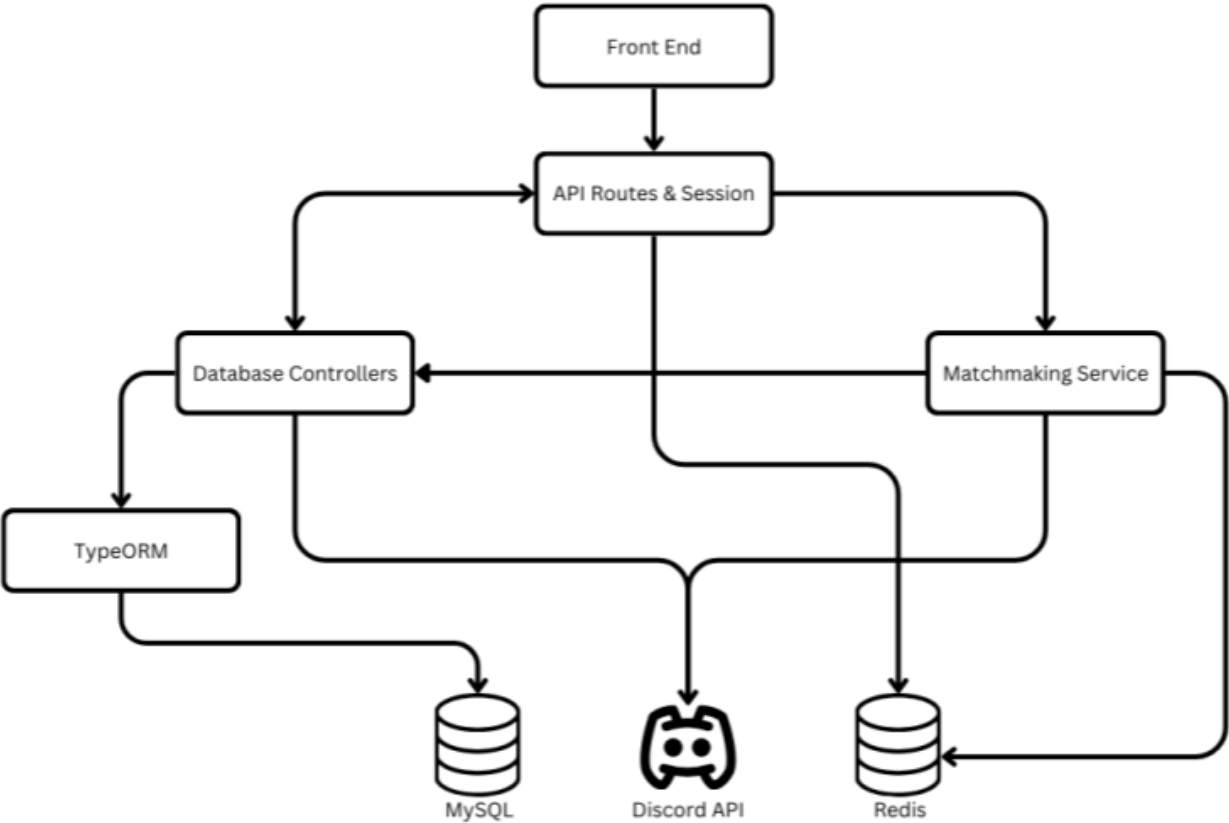 Front End
API Routes & Session
Database Controllers
Matchmaking Service
TypeORM
MySQL
Discord API
Redis